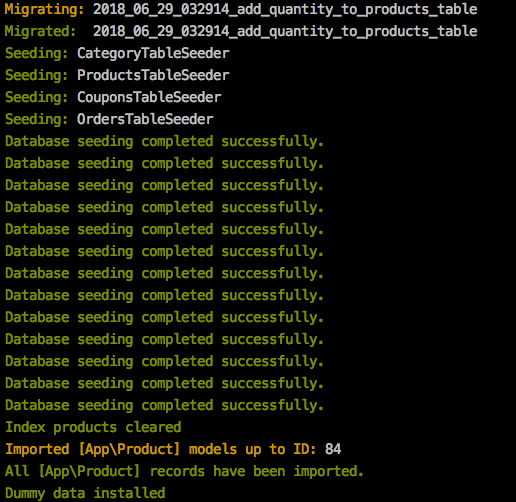 Migrating: 2018_06_29_032914_add_quantity_to_products_table
Migrated:  2018_06_29_032914_add_quantity_to_products_table
Seeding: CategoryTableSeeder
Seeding: ProductsTableSeeder
Seeding: CouponsTableSeeder
Seeding: OrdersTableSeeder
Database seeding completed successfully.
Database seeding completed successfully.
Database seeding completed successfully.
Database seeding completed successfully.
Database seeding completed successfully.
Database seeding completed successfully.
Database seeding completed successfully.
Database seeding completed successfully.
Database seeding completed successfully.
Database seeding completed successfully.
Database seeding completed successfully.
Database seeding completed successfully.
Database seeding completed successfully.
Index products cleared
Imported [App\Product] models up to ID: 84
All [App\Product] records have been imported.
Dummy data installed